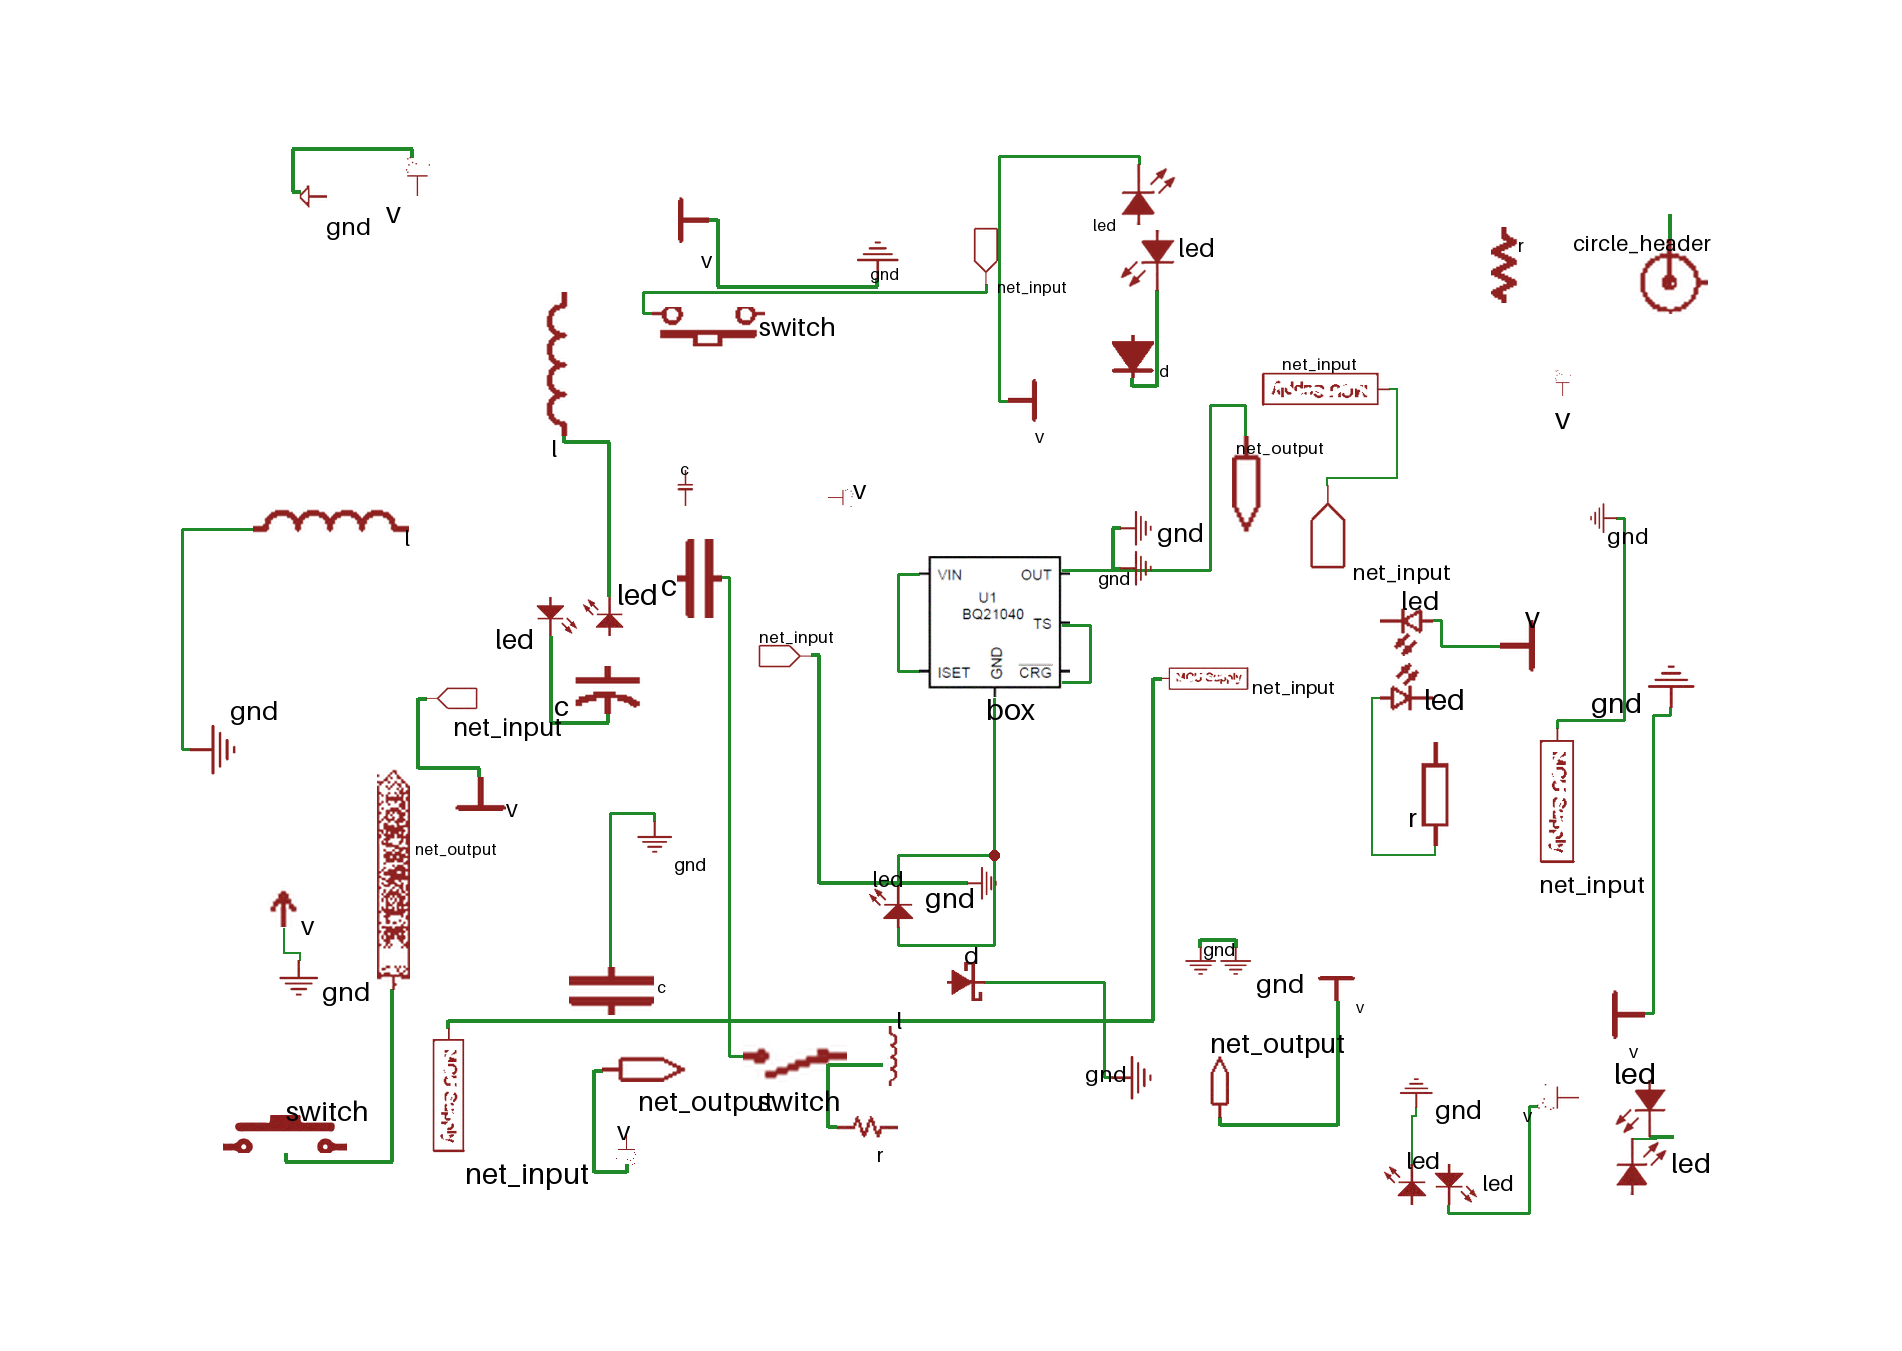 v
gnd
led
circle_header
r
led
v
gnd
net_input
switch
net_input
d
v
l
net_output
v
c
v
gnd
l
gnd
net_input
VIN
OUT
gnd
U1
BQ21040
led
c
led
TS
v
led
net_input
GND
ISET
CRG
MCU Supply
net_input
led
gnd
gnd
c
box
net_input
v
r
net_output
gnd
led
net_input
gnd
v
gnd
gnd
d
gnd
c
v
l
net_output
v
led
gnd
net_output
switch
switch
gnd
v
v
r
led
led
led
net_input